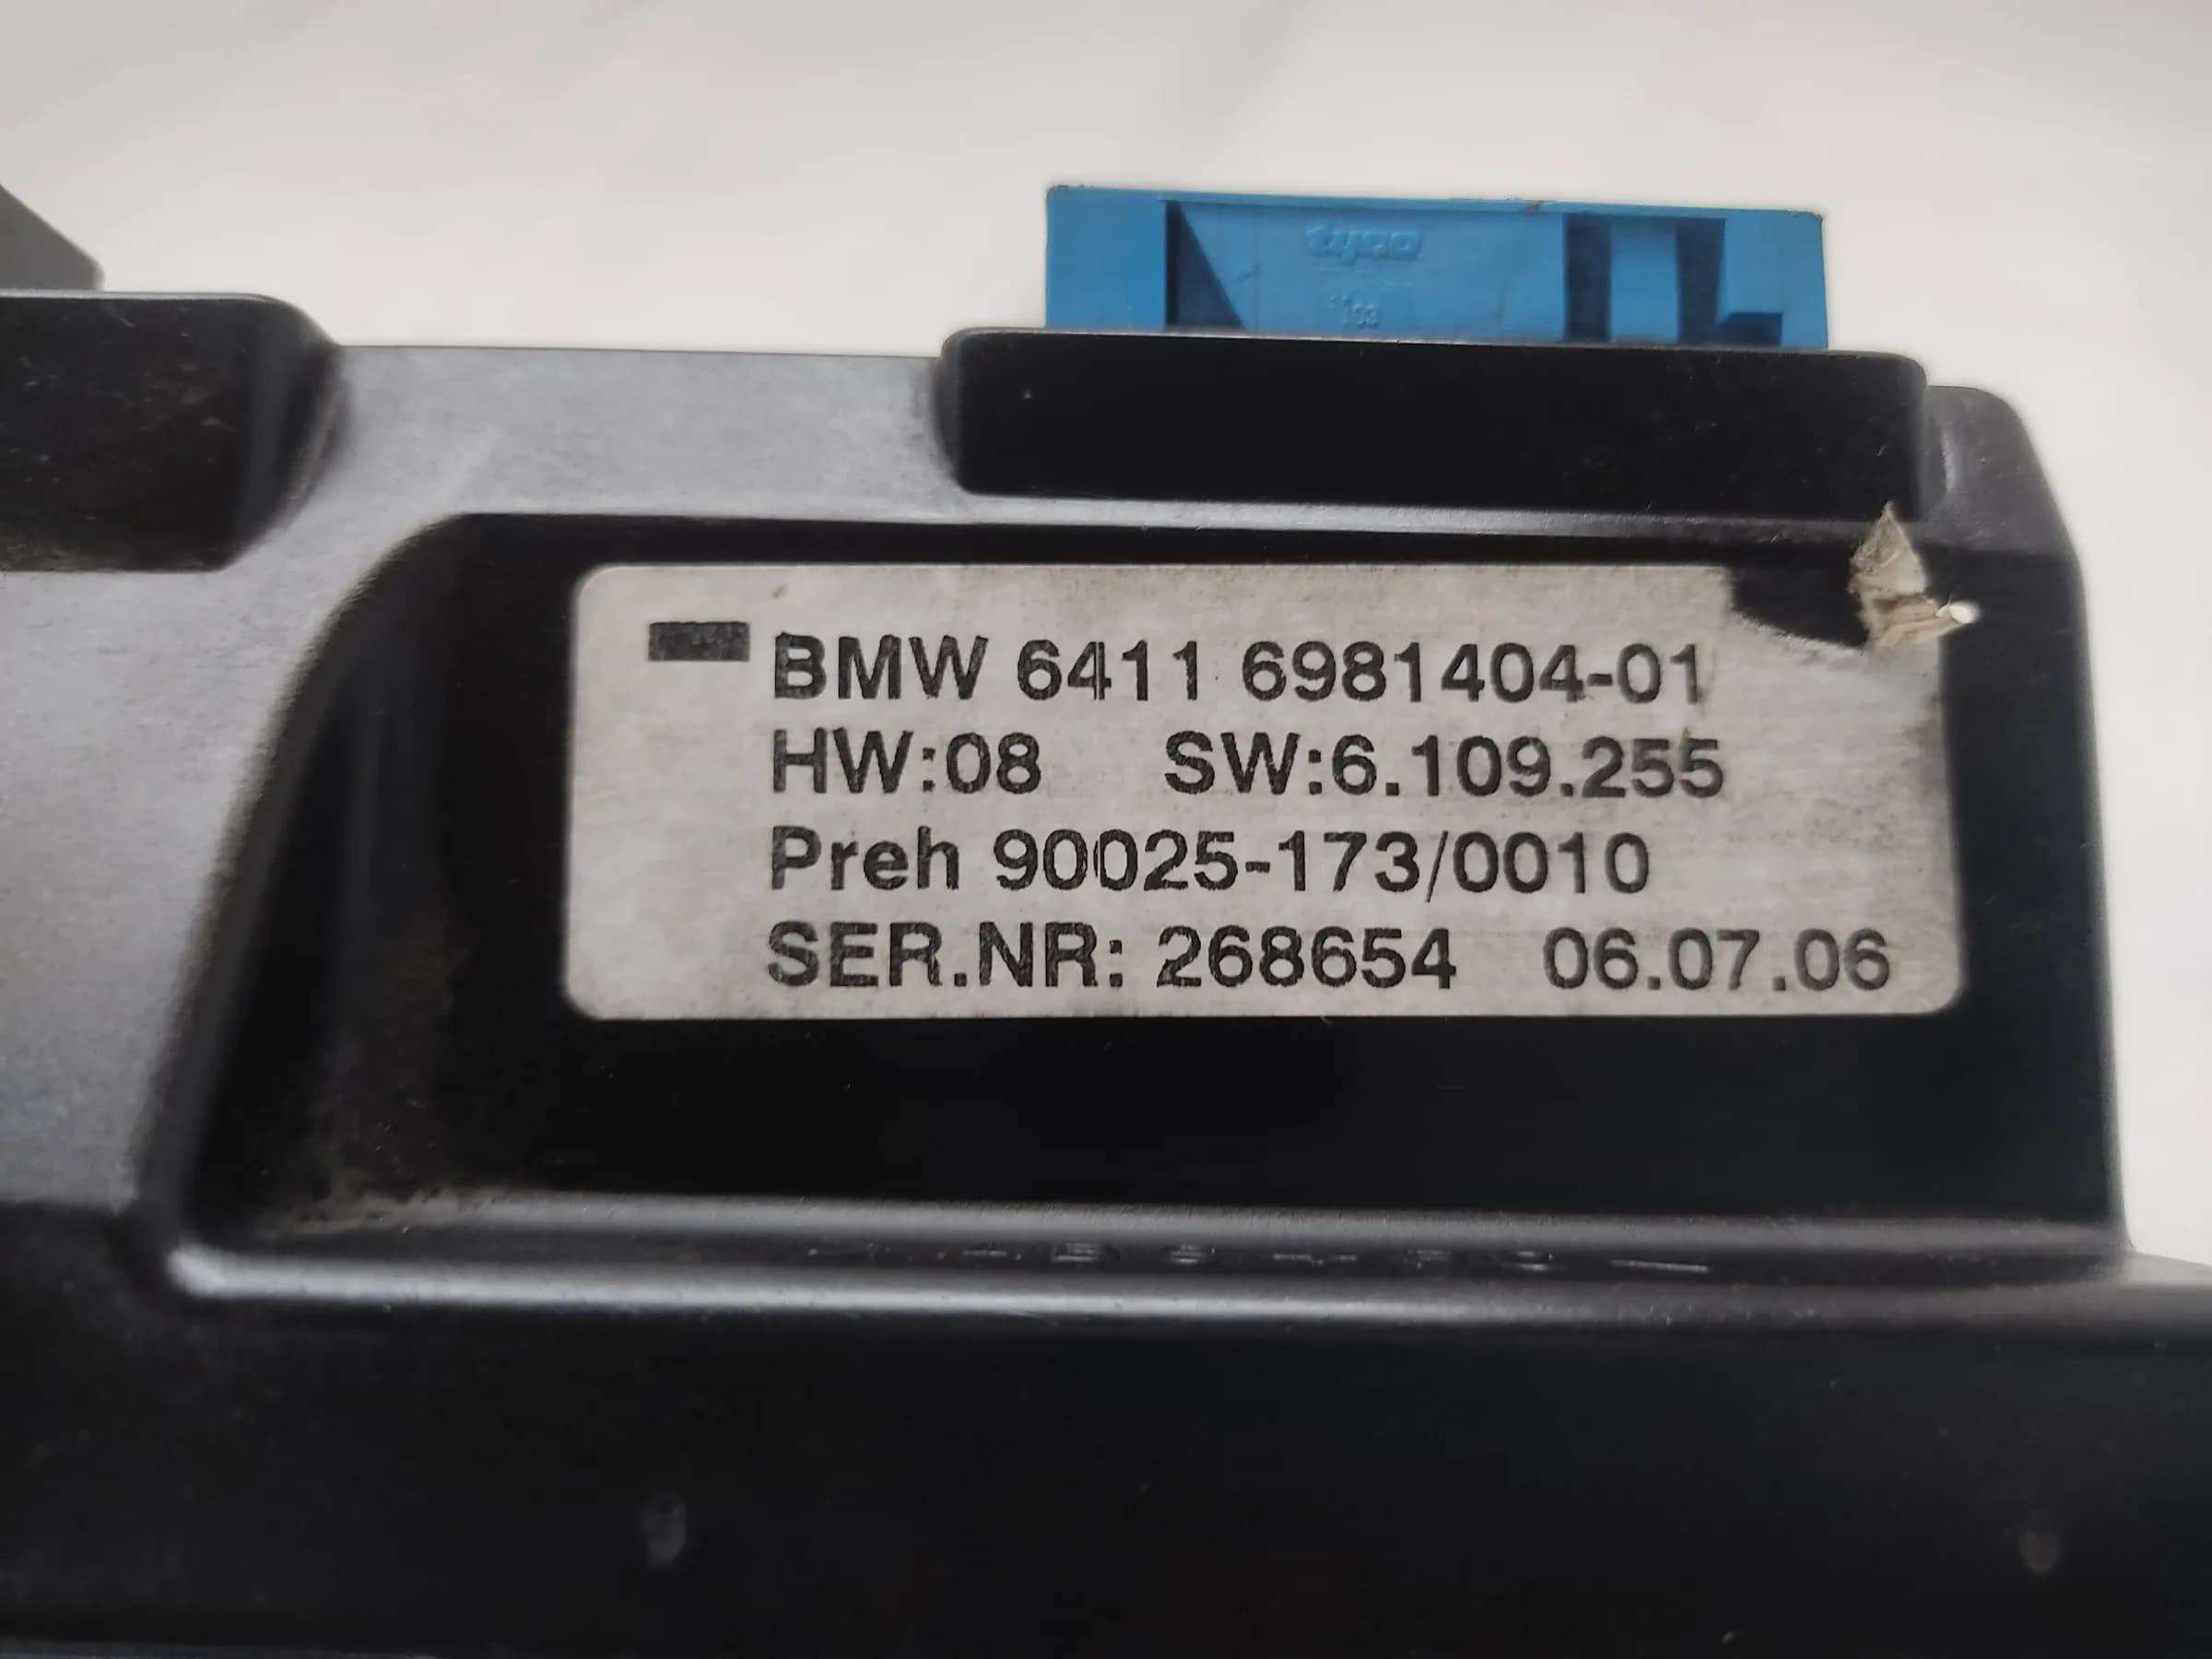 tyco
BMW 6411 6981404-01
HW:08 SW:6.109.255
Preh 90025-173/0010
SER.NR: 268654 06.07.06